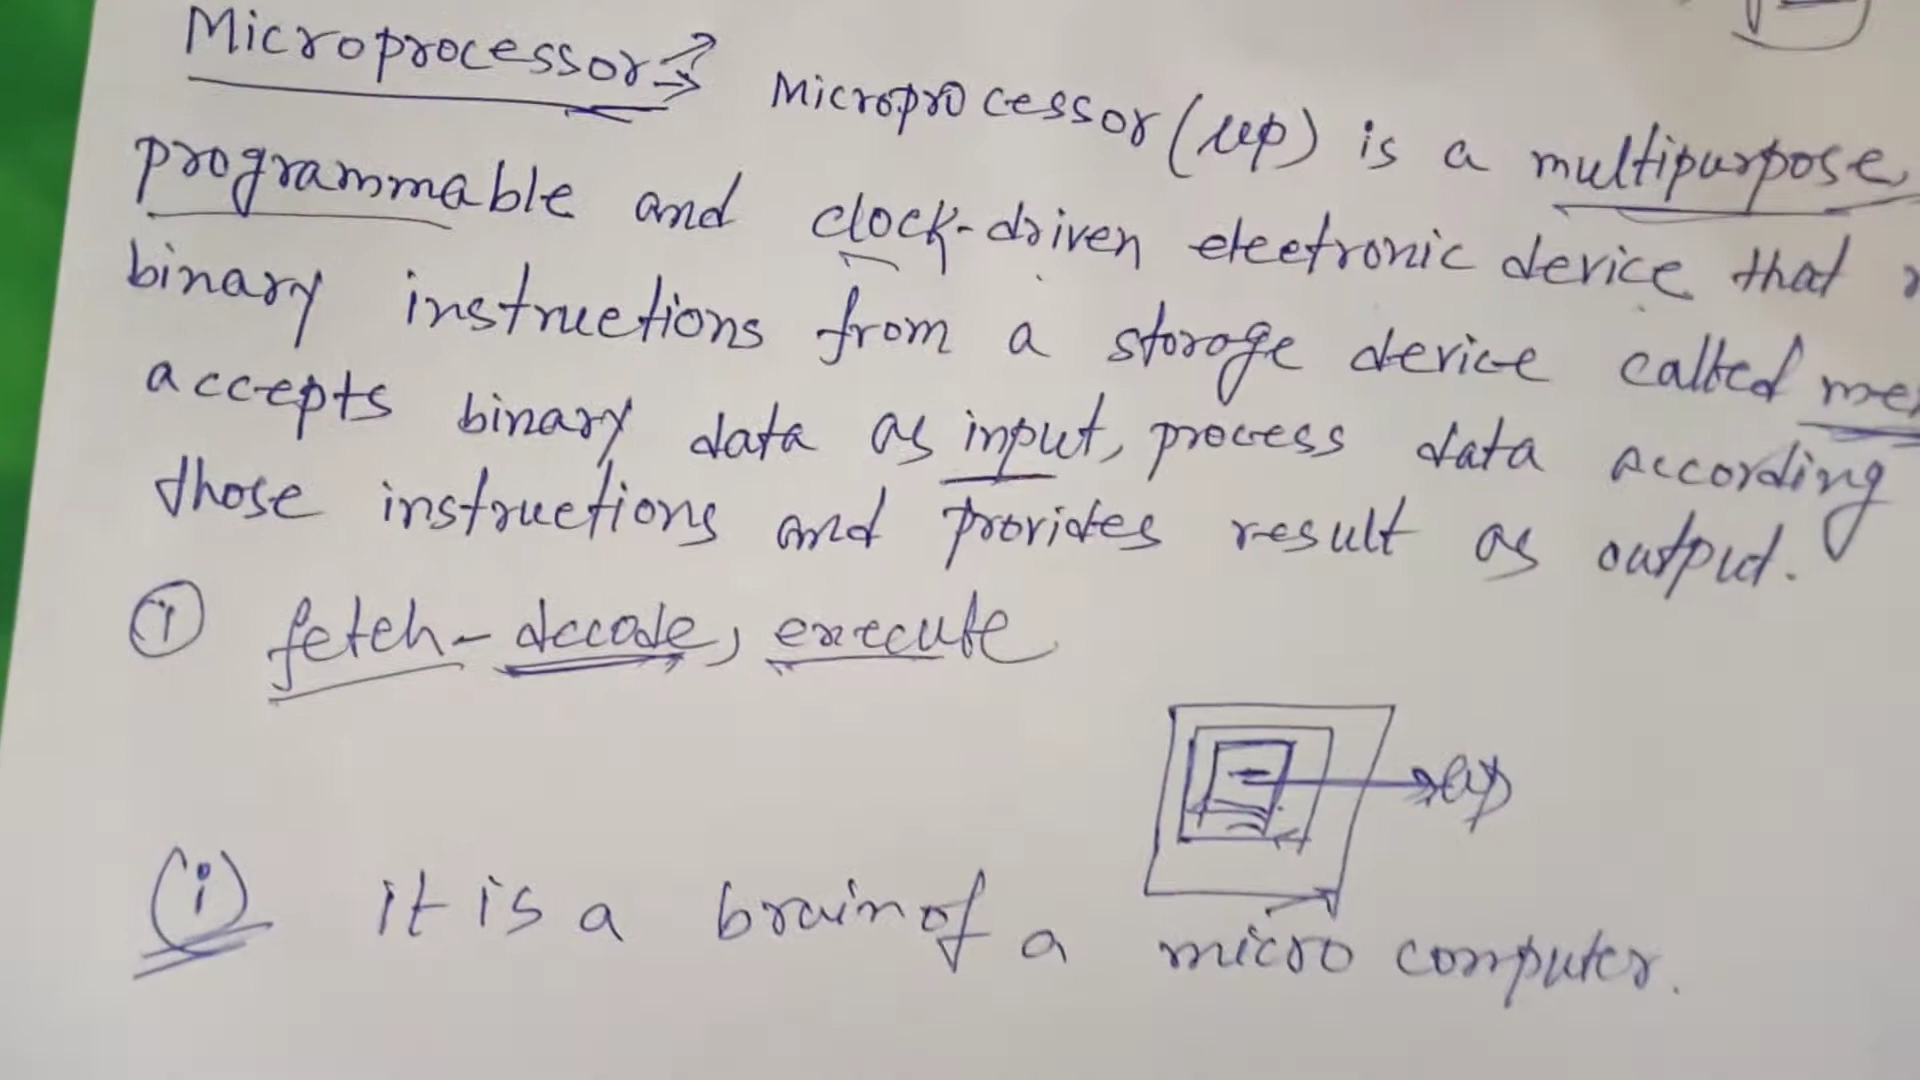 Microprocessor → Microprocessor (μp) is a multipurpose,
programmable and clock-driven electronic device that
binary instructions from a storage device called
accepts binary data as input, process data according
those instructions and provides result as output.
① fetch - decode, execute
μp
(i) it is a brain of a micro computer.